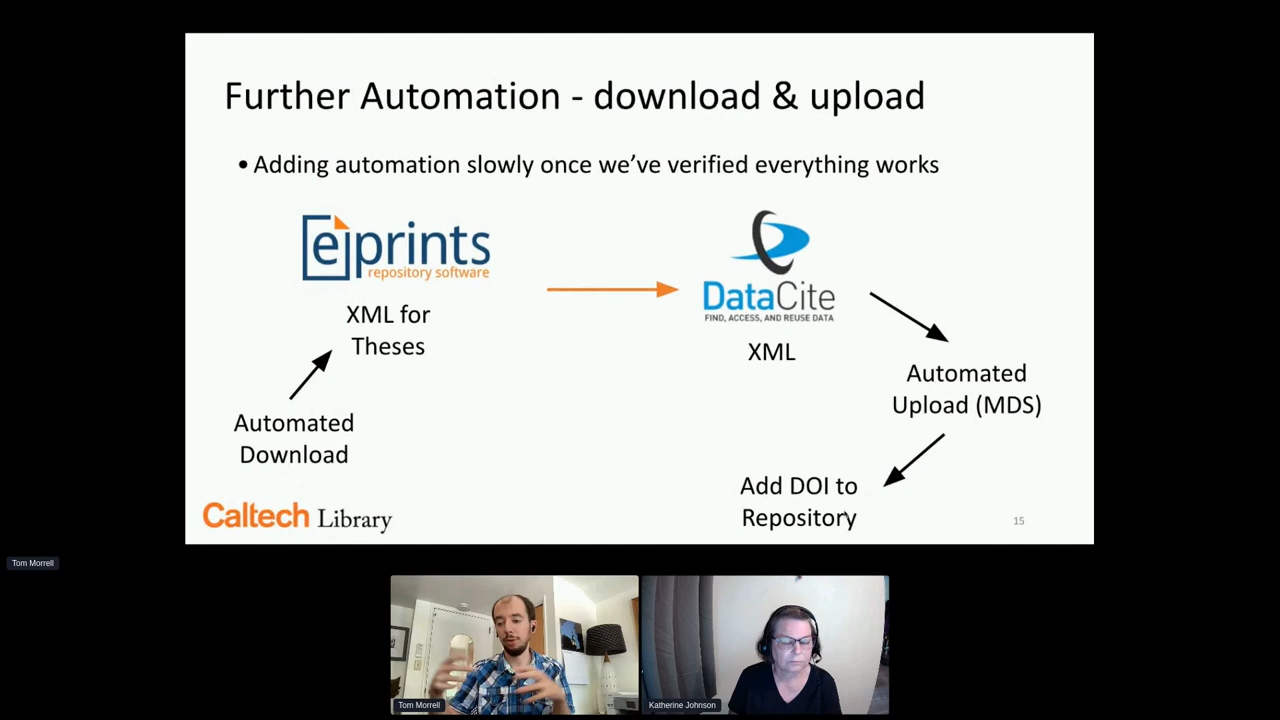 Further Automation - download & upload
• Adding automation slowly once we've verified everything works
eprints
repository software
DataCite
FIND, ACCESS, AND REUSE DATA
XML for
Theses
XML
Automated
Upload (MDS)
Automated
Download
Add DOI to
Repository
Caltech Library
15
Tom Morrell
Tom Morrell
Katherine Johnson